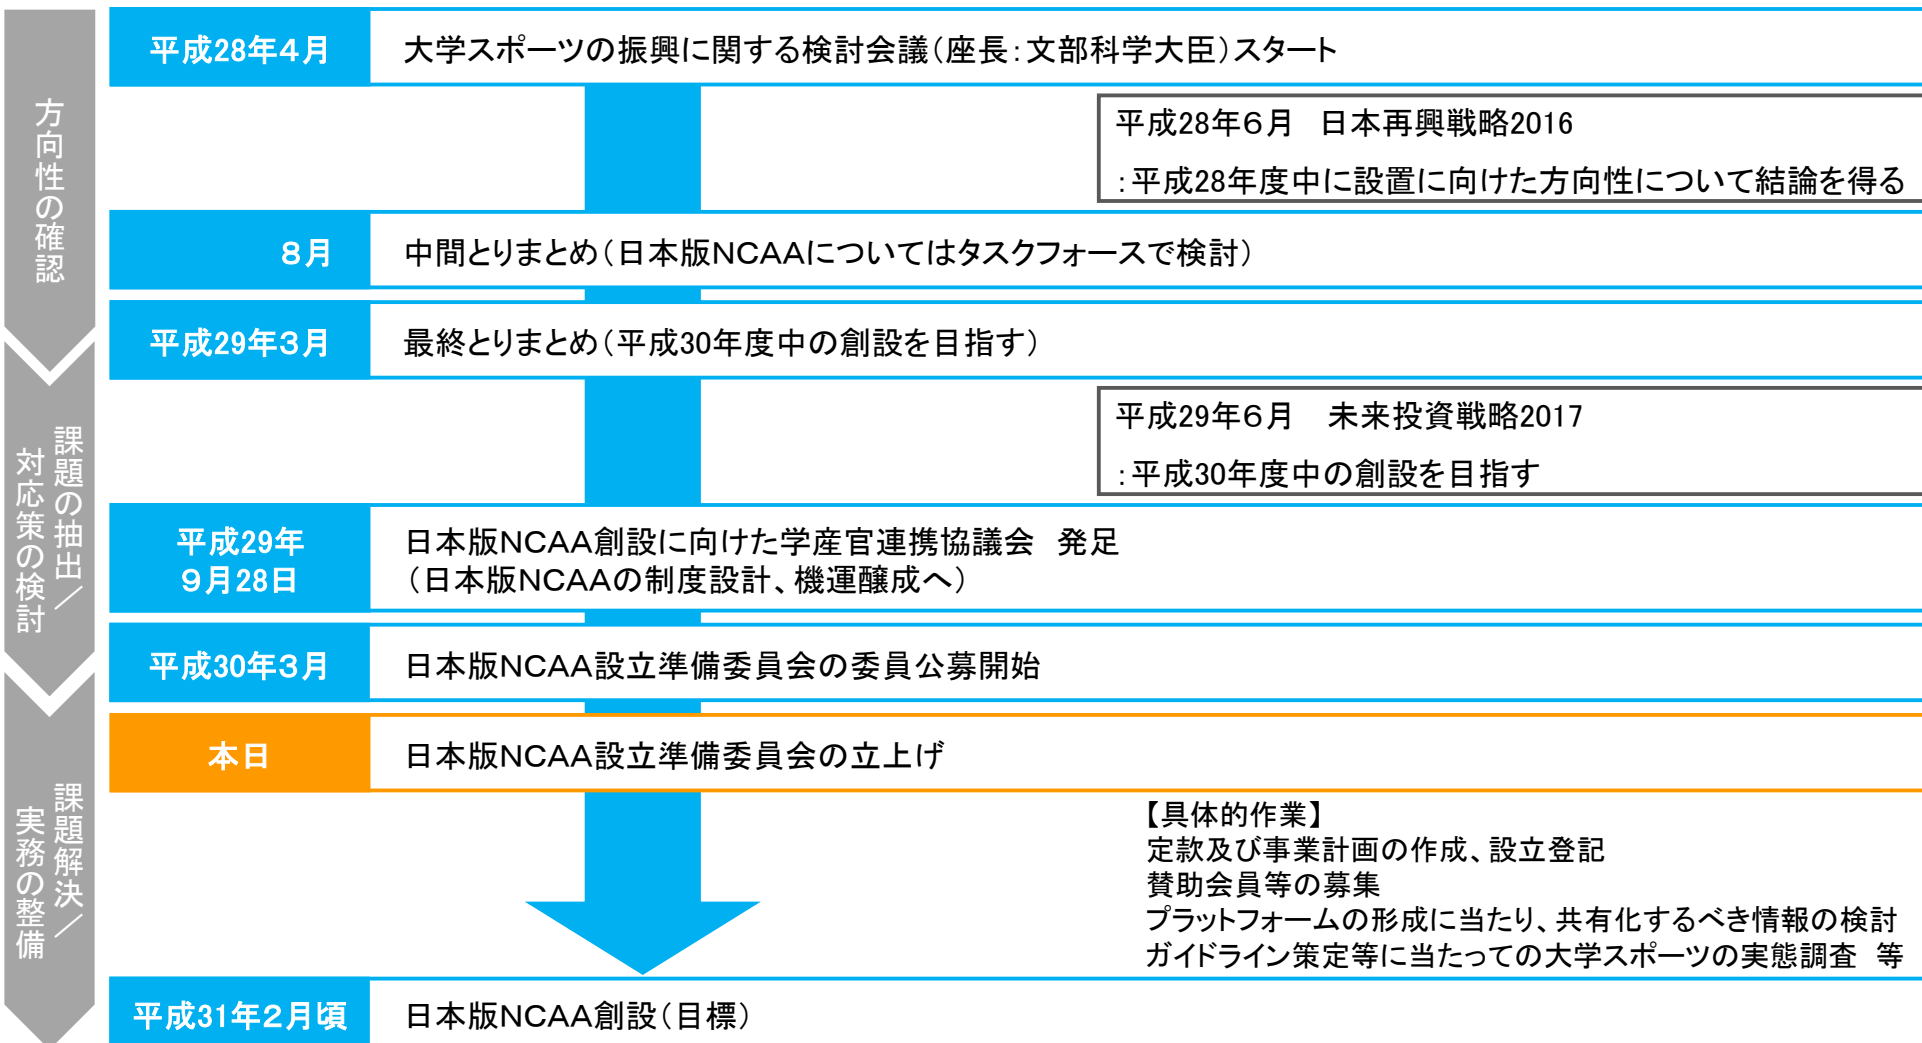 方向性の確認
平成28年4月
大学スポーツの振興に関する検討会議(座長:文部科学大臣)スタート
平成28年6月　日本再興戦略2016
:平成28年度中に設置に向けた方向性について結論を得る
8月
中間とりまとめ(日本版NCAAについてはタスクフォースで検討)
平成29年3月
最終とりまとめ(平成30年度中の創設を目指す)
課題の抽出／
対応策の検討
平成29年6月　未来投資戦略2017
:平成30年度中の創設を目指す
平成29年
9月28日
日本版NCAA創設に向けた学産官連携協議会　発足
(日本版NCAAの制度設計、機運醸成へ)
平成30年3月
日本版NCAA設立準備委員会の委員公募開始
課題解決／
実務の整備
本日
日本版NCAA設立準備委員会の立上げ
【具体的作業】
定款及び事業計画の作成、設立登記
賛助会員等の募集
プラットフォームの形成に当たり、共有化するべき情報の検討
ガイドライン策定等に当たっての大学スポーツの実態調査　等
平成31年2月頃
日本版NCAA創設(目標)